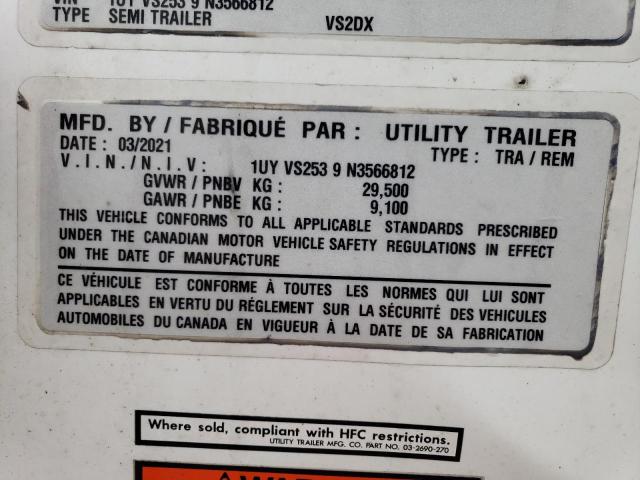 VIN 1UY VS253 9 N3566812
TYPE SEMI TRAILER VS2DX
MFD. BY / FABRIQUÉ PAR : UTILITY TRAILER
DATE : 03/2021 TYPE : TRA / REM
V.I.N./N.I.V: 1UY VS253 9 N3566812
GVWR / PNBV KG : 29,500
GAWR / PNBE KG : 9,100
THIS VEHICLE CONFORMS TO ALL APPLICABLE STANDARDS PRESCRIBED
UNDER THE CANADIAN MOTOR VEHICLE SAFETY REGULATIONS IN EFFECT
ON THE DATE OF MANUFACTURE
CE VÉHICULE EST CONFORME À TOUTES LES NORMES QUI LUI SONT
APPLICABLES EN VERTU DU RÉGLEMENT SUR LA SÉCURITÉ DES VEHICULES
AUTOMOBILES DU CANADA EN VIGUEUR À LA DATE DE SA FABRICATION
Where sold, compliant with HFC restrictions.
UTILITY TRAILER MFG. CO. PART NO. 03-2690-270